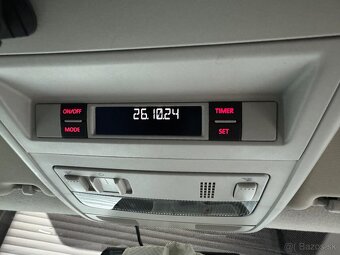 ON/OFF
26.10.24
TIMER
MODE
SET
bazos.sk